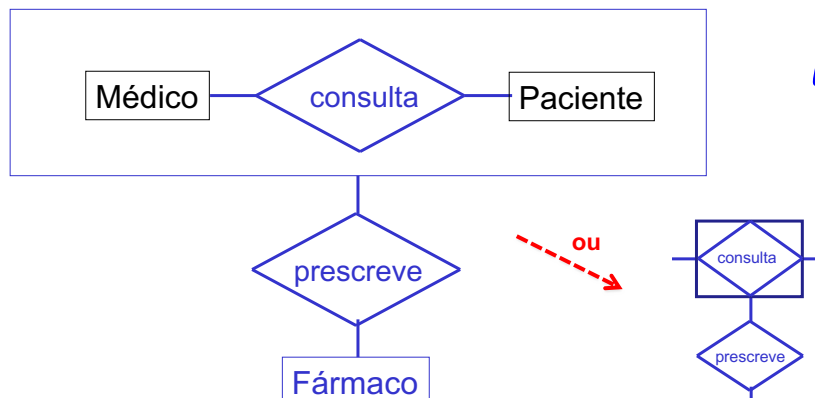 Médico
consulta
Paciente
prescreve
Fármaco
ou
consulta
prescreve